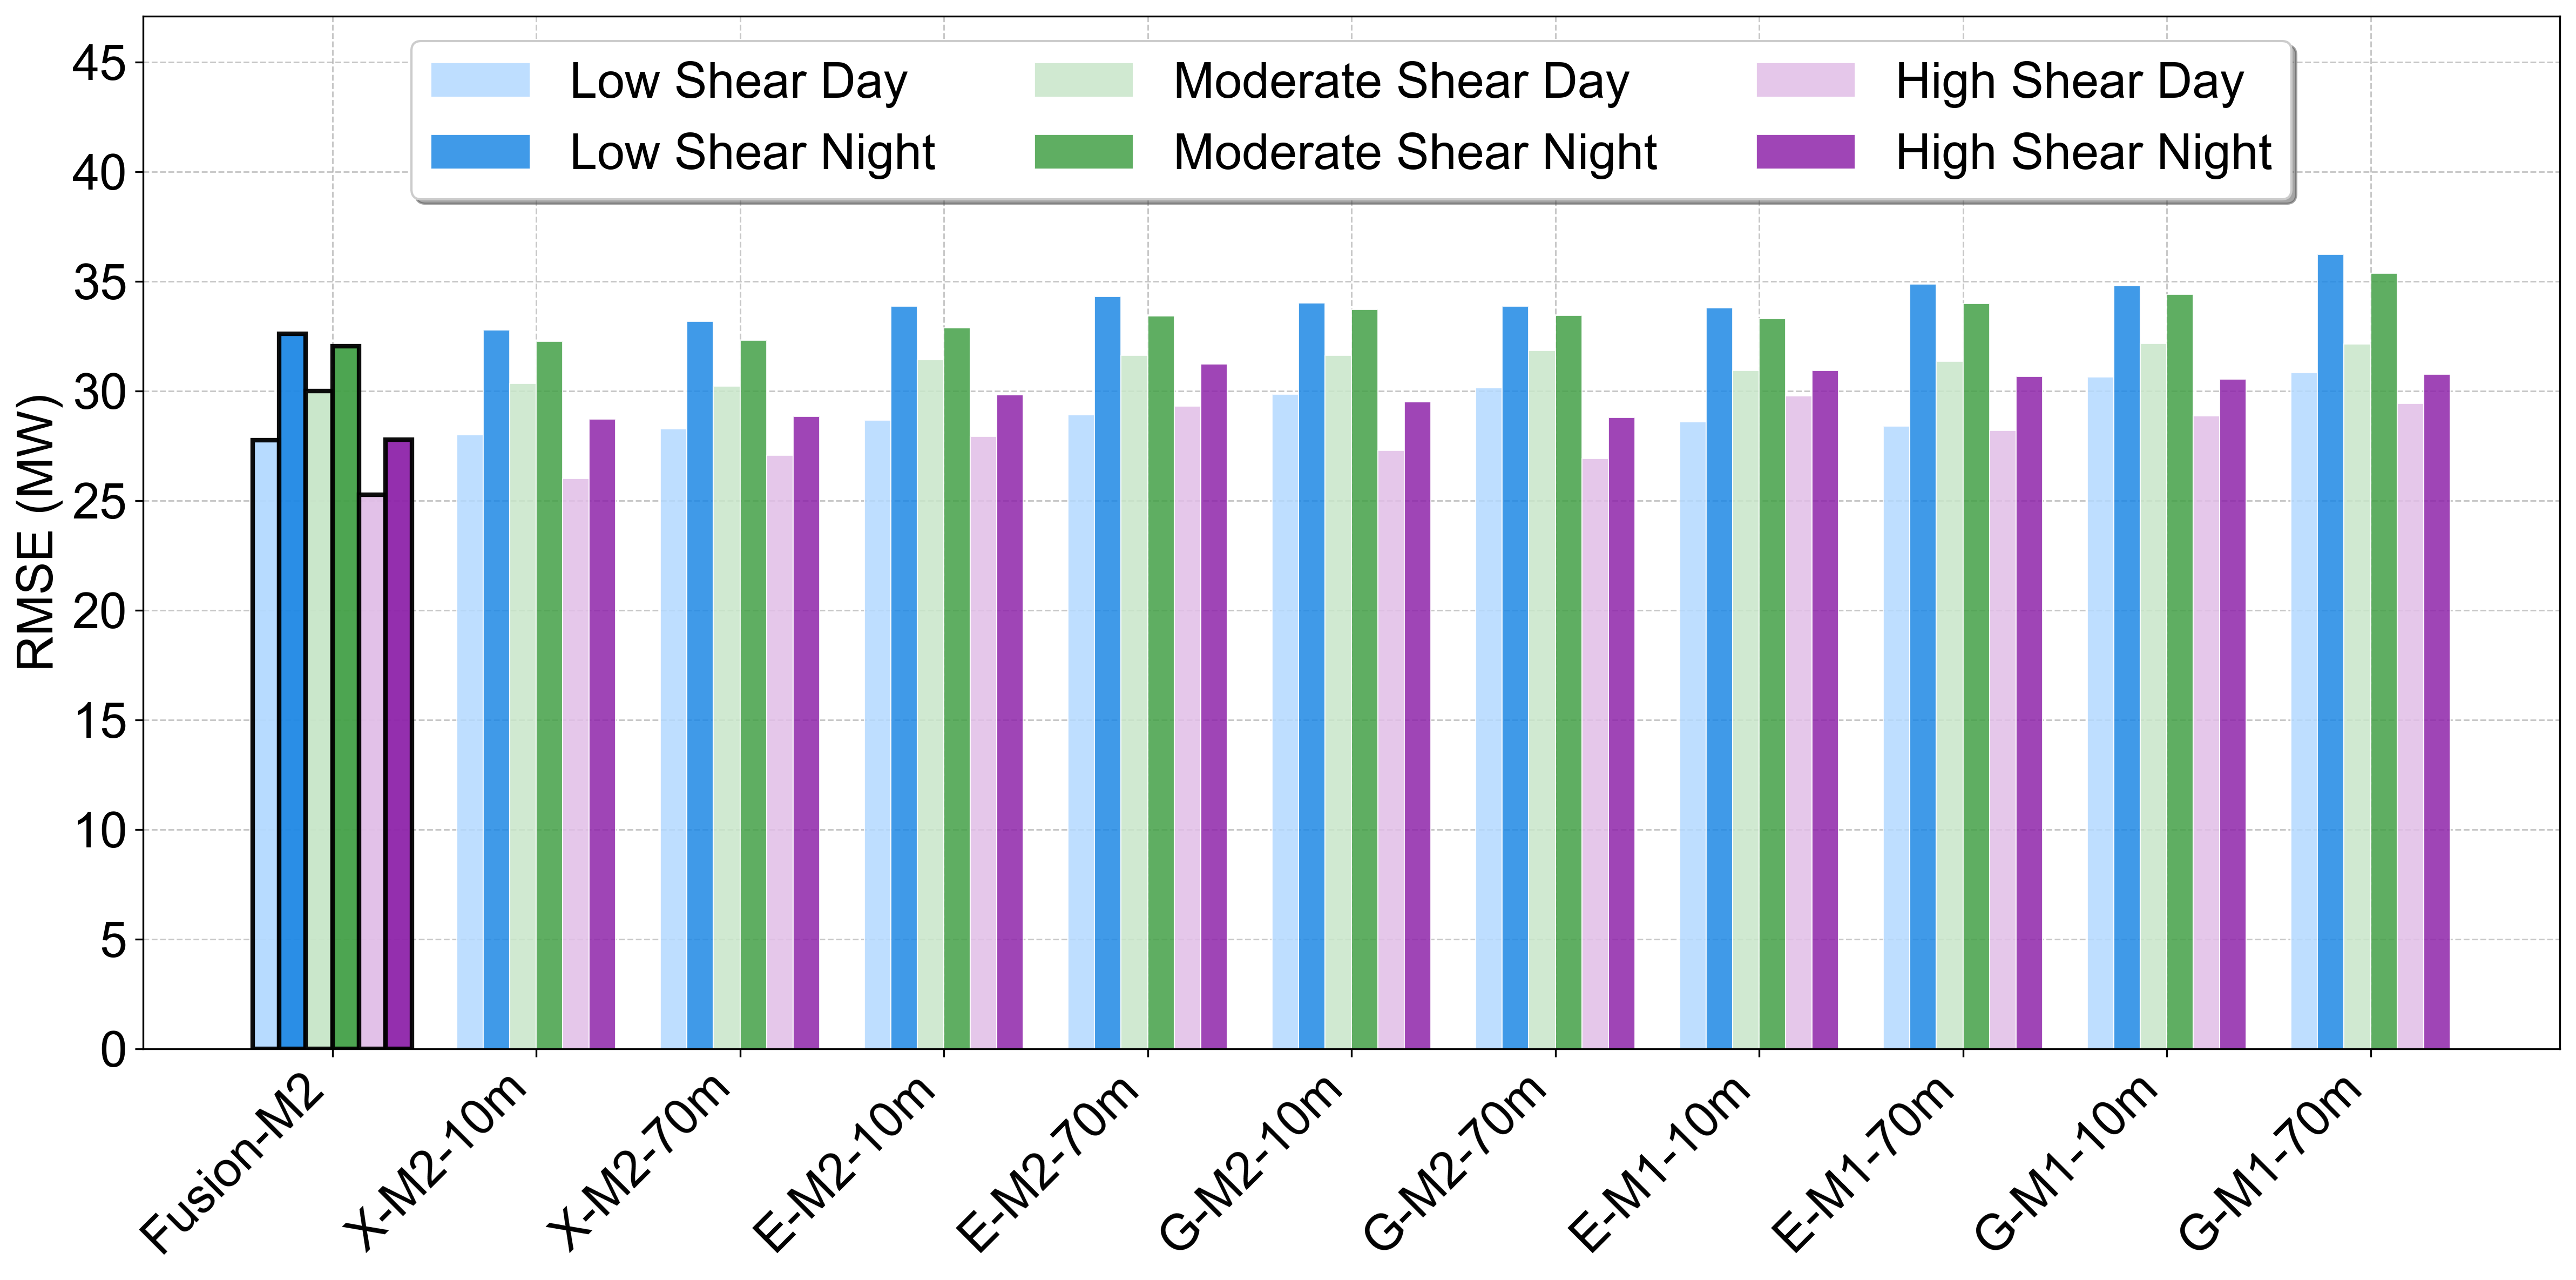 RMSE (MW)
45
40
35
30
25
20
15
10
5
0
Low Shear Day
Low Shear Night
Moderate Shear Day
Moderate Shear Night
High Shear Day
High Shear Night
Fusion-M2
X-M2-10m
X-M2-70m
E-M2-10m
E-M2-70m
G-M2-10m
G-M2-70m
E-M1-10m
E-M1-70m
G-M1-10m
G-M1-70m